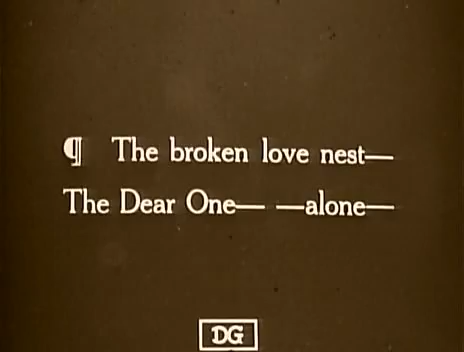 ¶ The broken love nest—
The Dear One— —alone—
DG